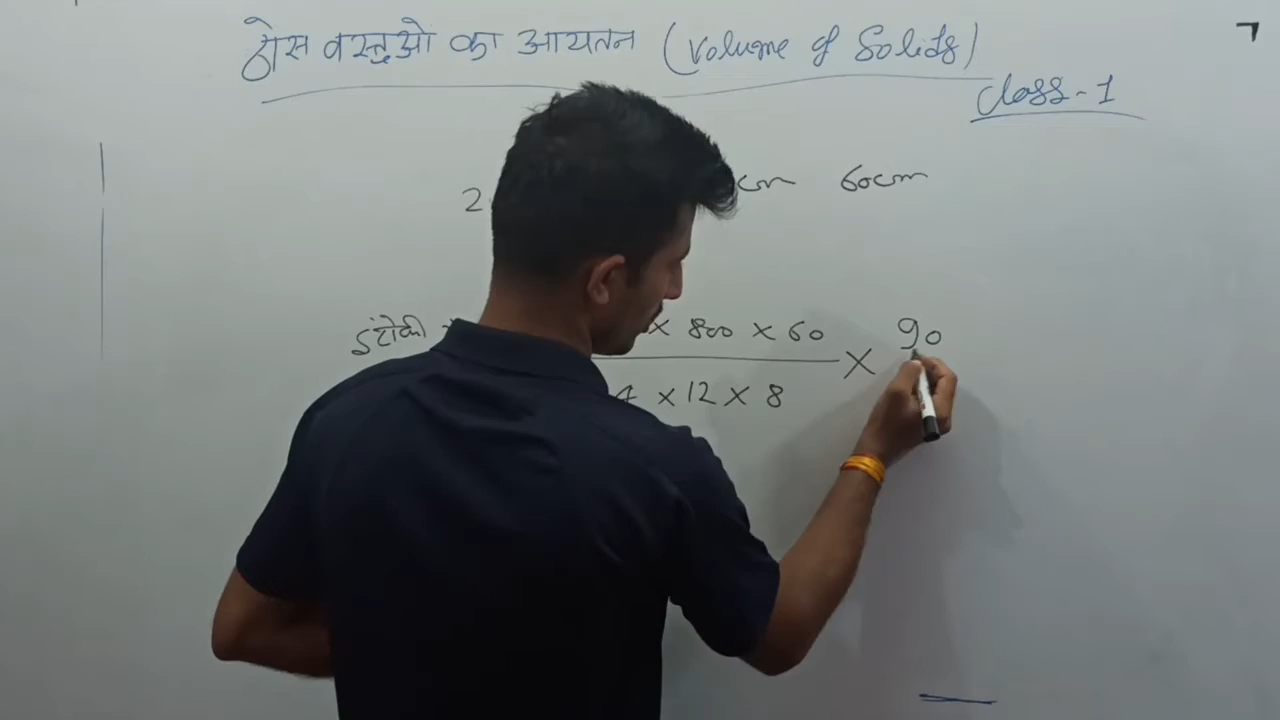 ठोस वस्तुओ का आयतन (Volume of Solids)
Class-1
2 cm 60cm
इंटोकी × 800 × 60 × 90
4 × 12 × 8